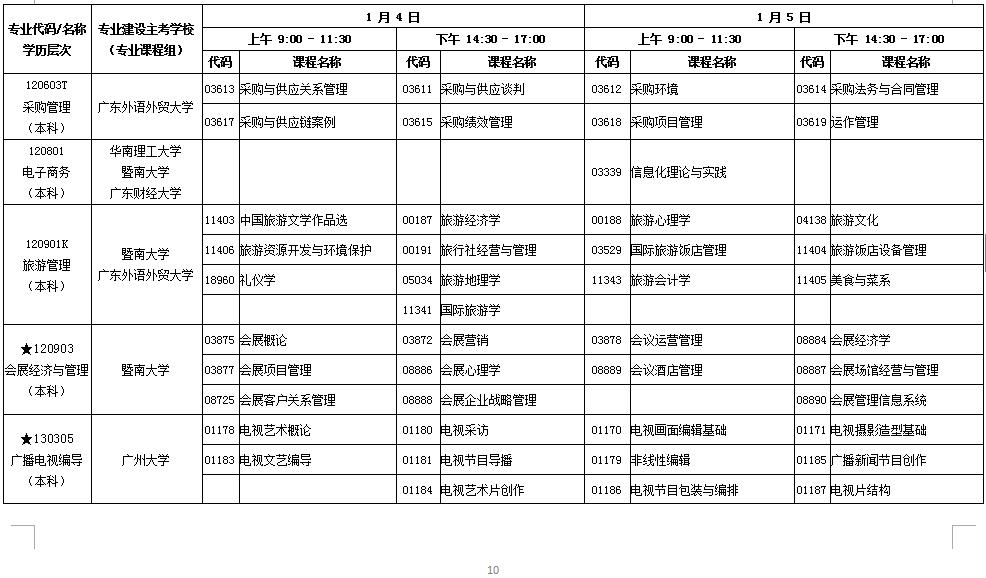 专业代码/名称 专业建设主考学校 1 月 4 日 1 月 5 日
学历层次 （专业课程组） 上午 9:00 - 11:30 下午 14:30 - 17:00 上午 9:00 - 11:30 下午 14:30 - 17:00
代码 课程名称 代码 课程名称 代码 课程名称 代码 课程名称
120603T
采购管理
（本科）
广东外语外贸大学
03613 采购与供应关系管理 03611 采购与供应谈判 03612 采购环境 03614 采购法务与合同管理
03617 采购与供应链案例 03615 采购绩效管理 03618 采购项目管理 03619 运作管理
120801
电子商务
（本科）
华南理工大学
暨南大学
广东财经大学
03339 信息化理论与实践
120901K
旅游管理
（本科）
暨南大学
广东外语外贸大学
11403 中国旅游文学作品选 00187 旅游经济学 00188 旅游心理学 04138 旅游文化
11406 旅游资源开发与环境保护 00191 旅行社经营与管理 03529 国际旅游饭店管理 11404 旅游饭店设备管理
18960 礼仪学 05034 旅游地理学 11343 旅游会计学 11405 美食与菜系
11341 国际旅游学
★120903
会展经济与管理
（本科）
暨南大学
03875 会展概论 03872 会展营销 03878 会议运营管理 08884 会展经济学
03877 会展项目管理 08886 会展心理学 08889 会议酒店管理 08887 会展场馆经营与管理
08725 会展客户关系管理 08888 会展企业战略管理 08890 会展管理信息系统
★130305
广播电视编导
（本科）
广州大学
01178 电视艺术概论 01180 电视采访 01170 电视画面编辑基础 01171 电视摄影造型基础
01183 电视文艺编导 01181 电视节目导播 01179 非线性编辑 01185 广播新闻节目创作
01184 电视艺术片创作 01186 电视节目包装与编排 01187 电视片结构
10